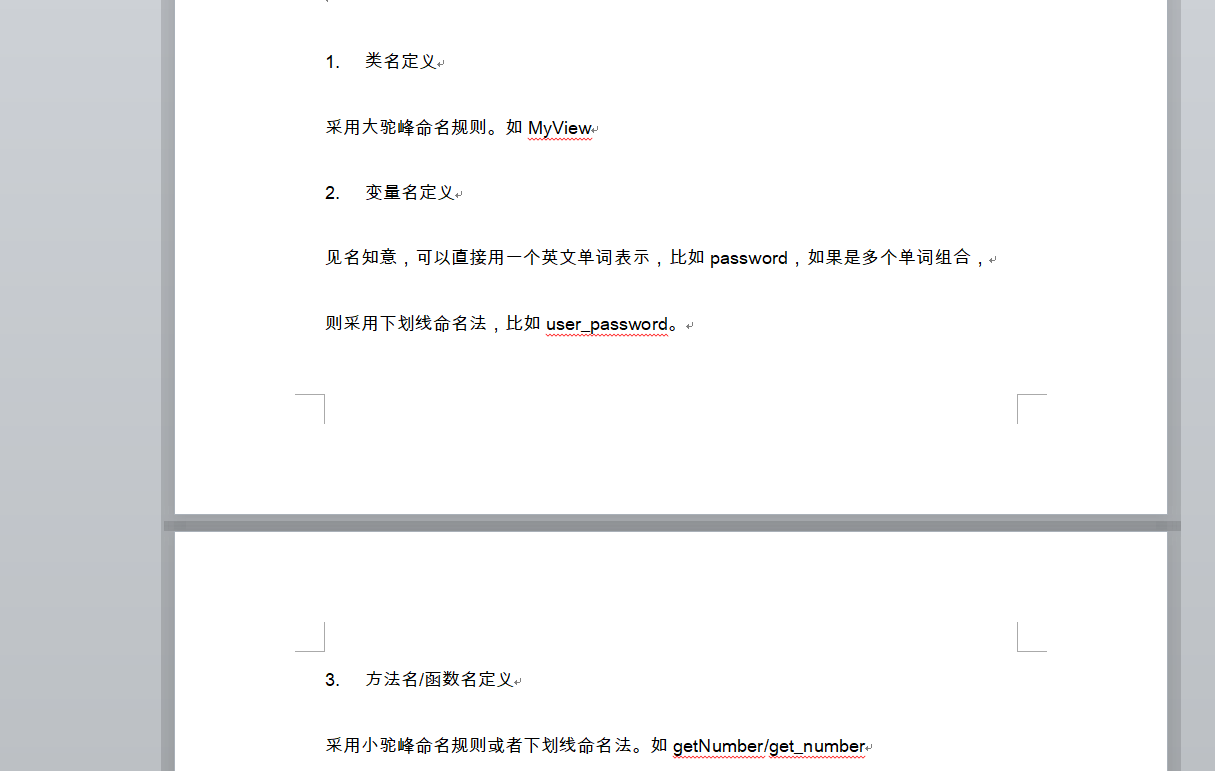 1. 类名定义
采用大驼峰命名规则。如 MyView
2. 变量名定义
见名知意，可以直接用一个英文单词表示，比如 password，如果是多个单词组合，
则采用下划线命名法，比如 user_password。
3. 方法名/函数名定义
采用小驼峰命名规则或者下划线命名法。如 getNumber/get_number